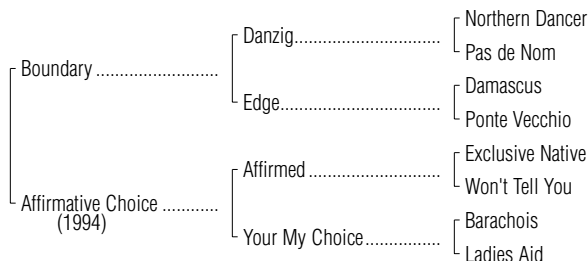 Northern Dancer
Danzig..............................
Pas de Nom
Boundary ..........................
Damascus
Edge..................................
Ponte Vecchio
Exclusive Native
Affirmed ............................
Won't Tell You
Affirmative Choice ............
(1994)
Barachois
Your My Choice................
Ladies Aid